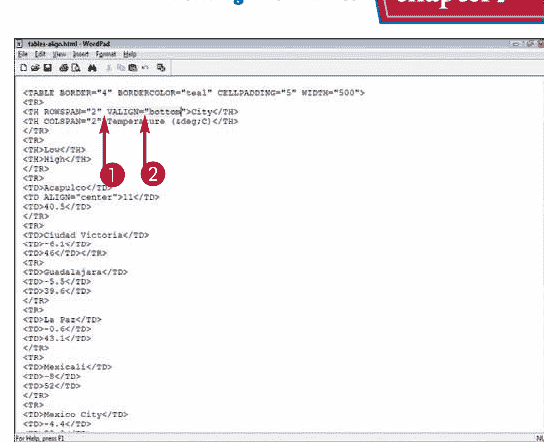 chapter
tables-align.html - WordPad
File Edit View Insert Format Help
<TABLE BORDER="4" BORDERCOLOR="teal" CELLPADDING="5" WIDTH="500">
<TR>
<TH ROWSPAN="2" VALIGN="bottom">City</TH>
<TH COLSPAN="2" Temperature (&deg;C)</TH>
</TR>
<TR>
<TH>Low</TH>
<TH>High</TH>
</TR>
<TR>
<TD>Acapulco</TD>
<TD ALIGN="center">11</TD>
<TD>40.5</TD>
</TR>
<TR>
<TD>Ciudad Victoria</TD>
<TD>-6.1</TD>
<TD>46</TD></TR>
<TR>
<TD>Guadalajara</TD>
<TD>-5.5</TD>
<TD>39.6</TD>
</TR>
<TR>
<TD>La Paz</TD>
<TD>-0.6</TD>
<TD>43.1</TD>
</TR>
<TR>
<TD>Mexicali</TD>
<TD>-8</TD>
<TD>52</TD>
</TR>
<TR>
<TD>Mexico City</TD>
<TD>-4.4</TD>
1 2
For Help, press F1